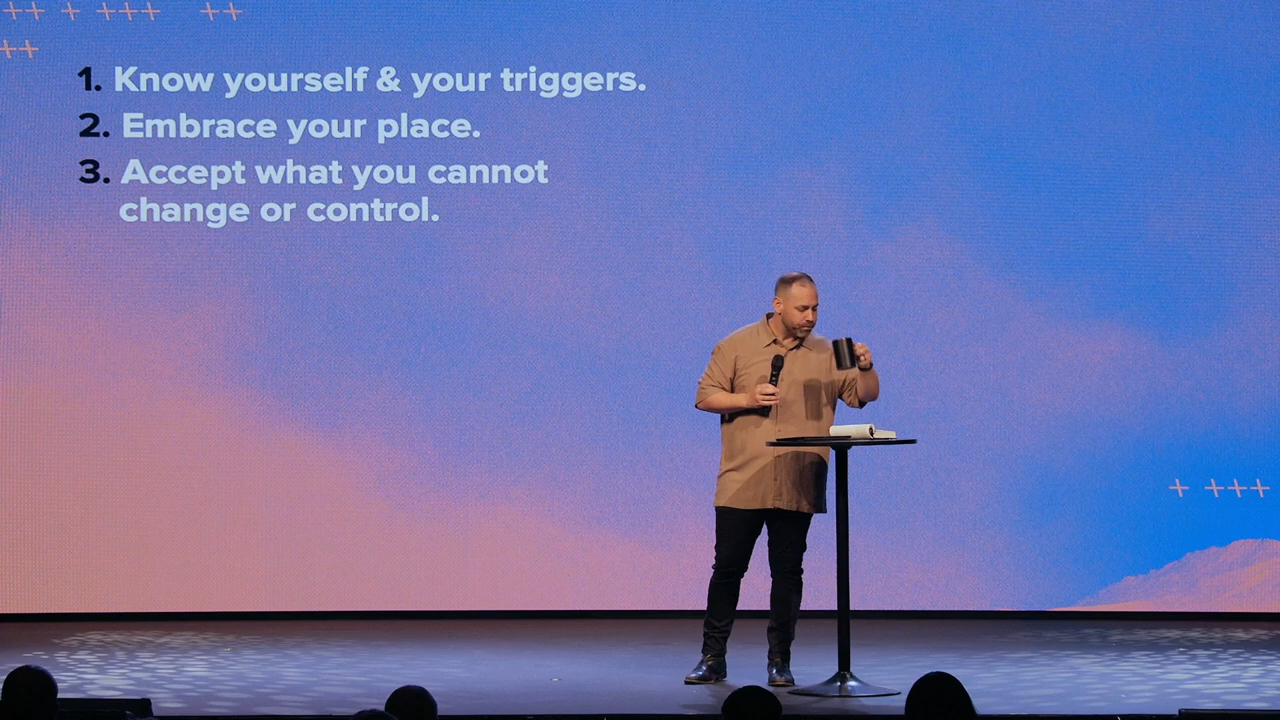 1. Know yourself & your triggers.
2. Embrace your place.
3. Accept what you cannot
change or control.